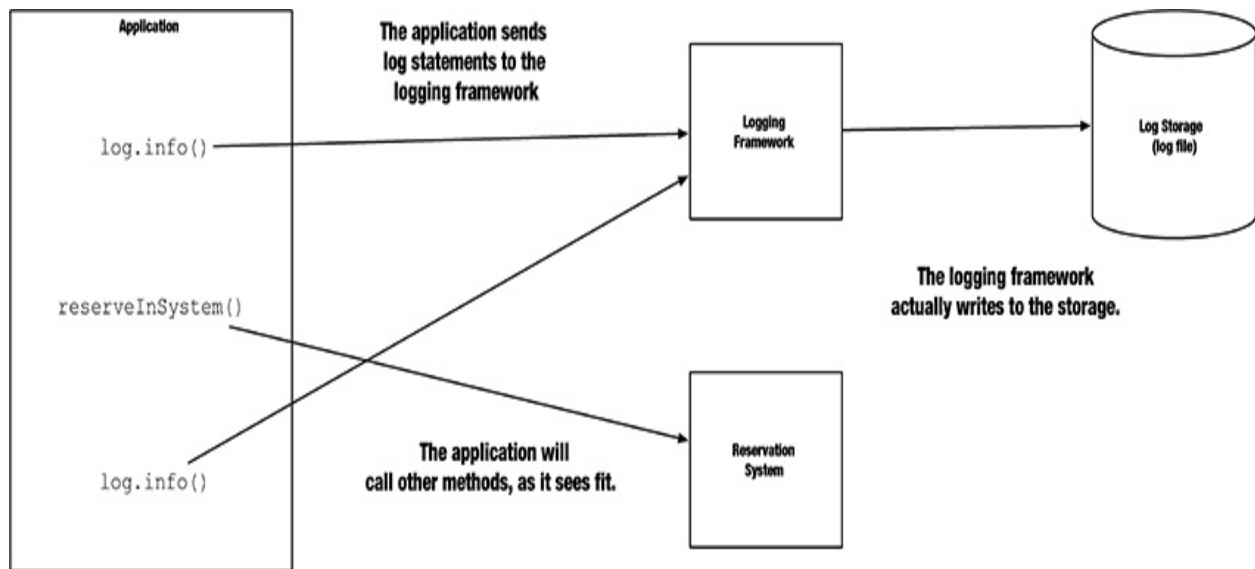 Application
The application sends
log statements to the
logging framework
log.info()
Logging
Framework
Log Storage
(log file)
The logging framework
actually writes to the storage.
reserveInSystem()
The application will
call other methods, as it sees fit.
Reservation
System
log.info()